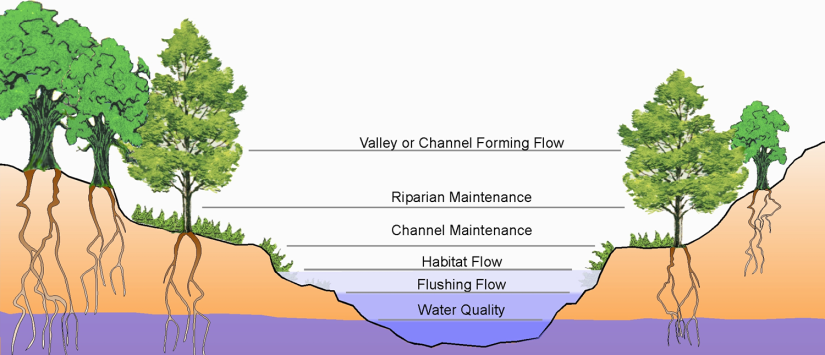 Valley or Channel Forming Flow
Riparian Maintenance
Channel Maintenance
Habitat Flow
Flushing Flow
Water Quality